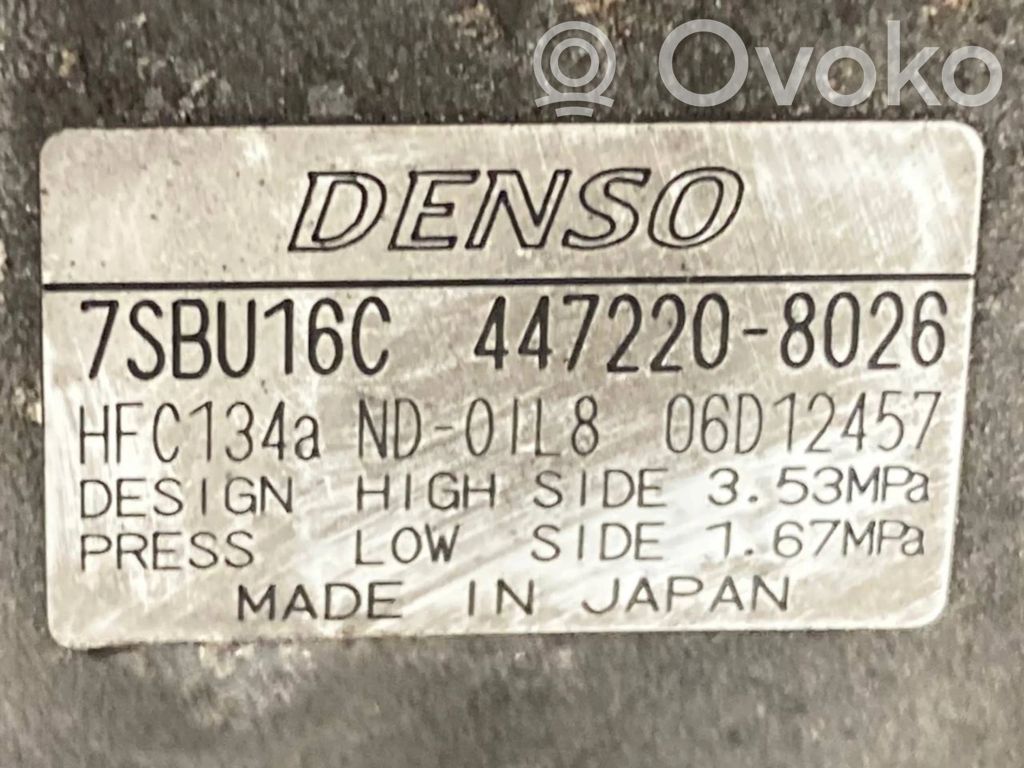 Ovoko
DENSO
7SBU16C 447220-8026
HFC134a ND-OIL8 06D12457
DESIGN HIGH SIDE 3.53MPa
PRESS LOW SIDE 1.67MPa
MADE IN JAPAN